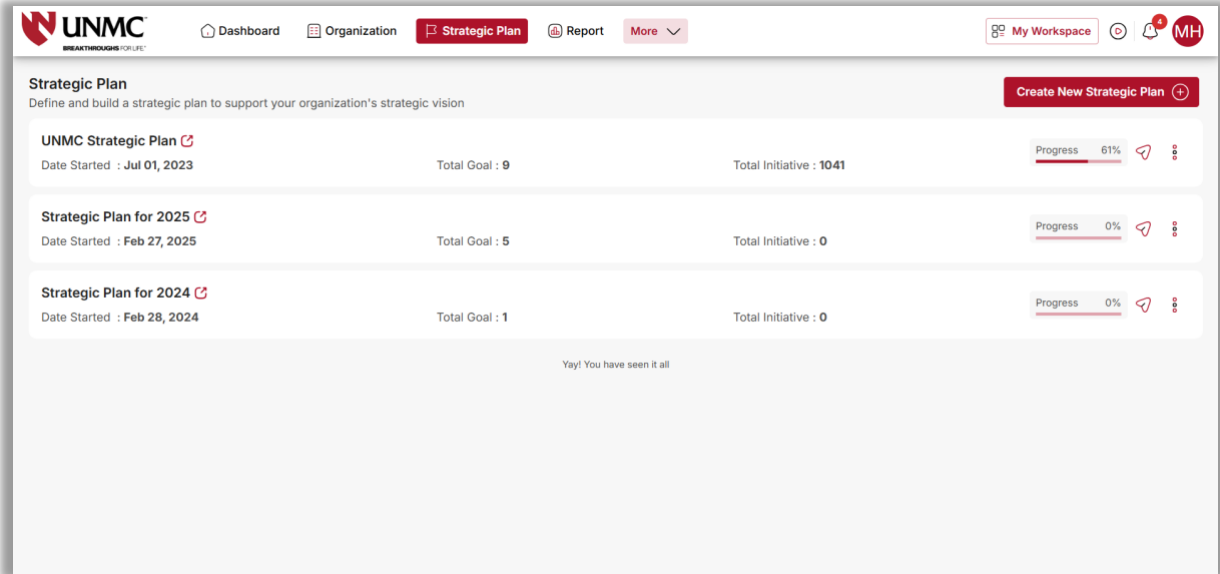 UNMC
BREAKTHROUGHS FOR LIFE™
Dashboard
Organization
Strategic Plan
Report
More
My Workspace
4
MH
Strategic Plan
Define and build a strategic plan to support your organization's strategic vision
Create New Strategic Plan
UNMC Strategic Plan
Date Started : Jul 01, 2023
Total Goal : 9
Total Initiative : 1041
Progress 61%
Strategic Plan for 2025
Date Started : Feb 27, 2025
Total Goal : 5
Total Initiative : 0
Progress 0%
Strategic Plan for 2024
Date Started : Feb 28, 2024
Total Goal : 1
Total Initiative : 0
Progress 0%
Yay! You have seen it all